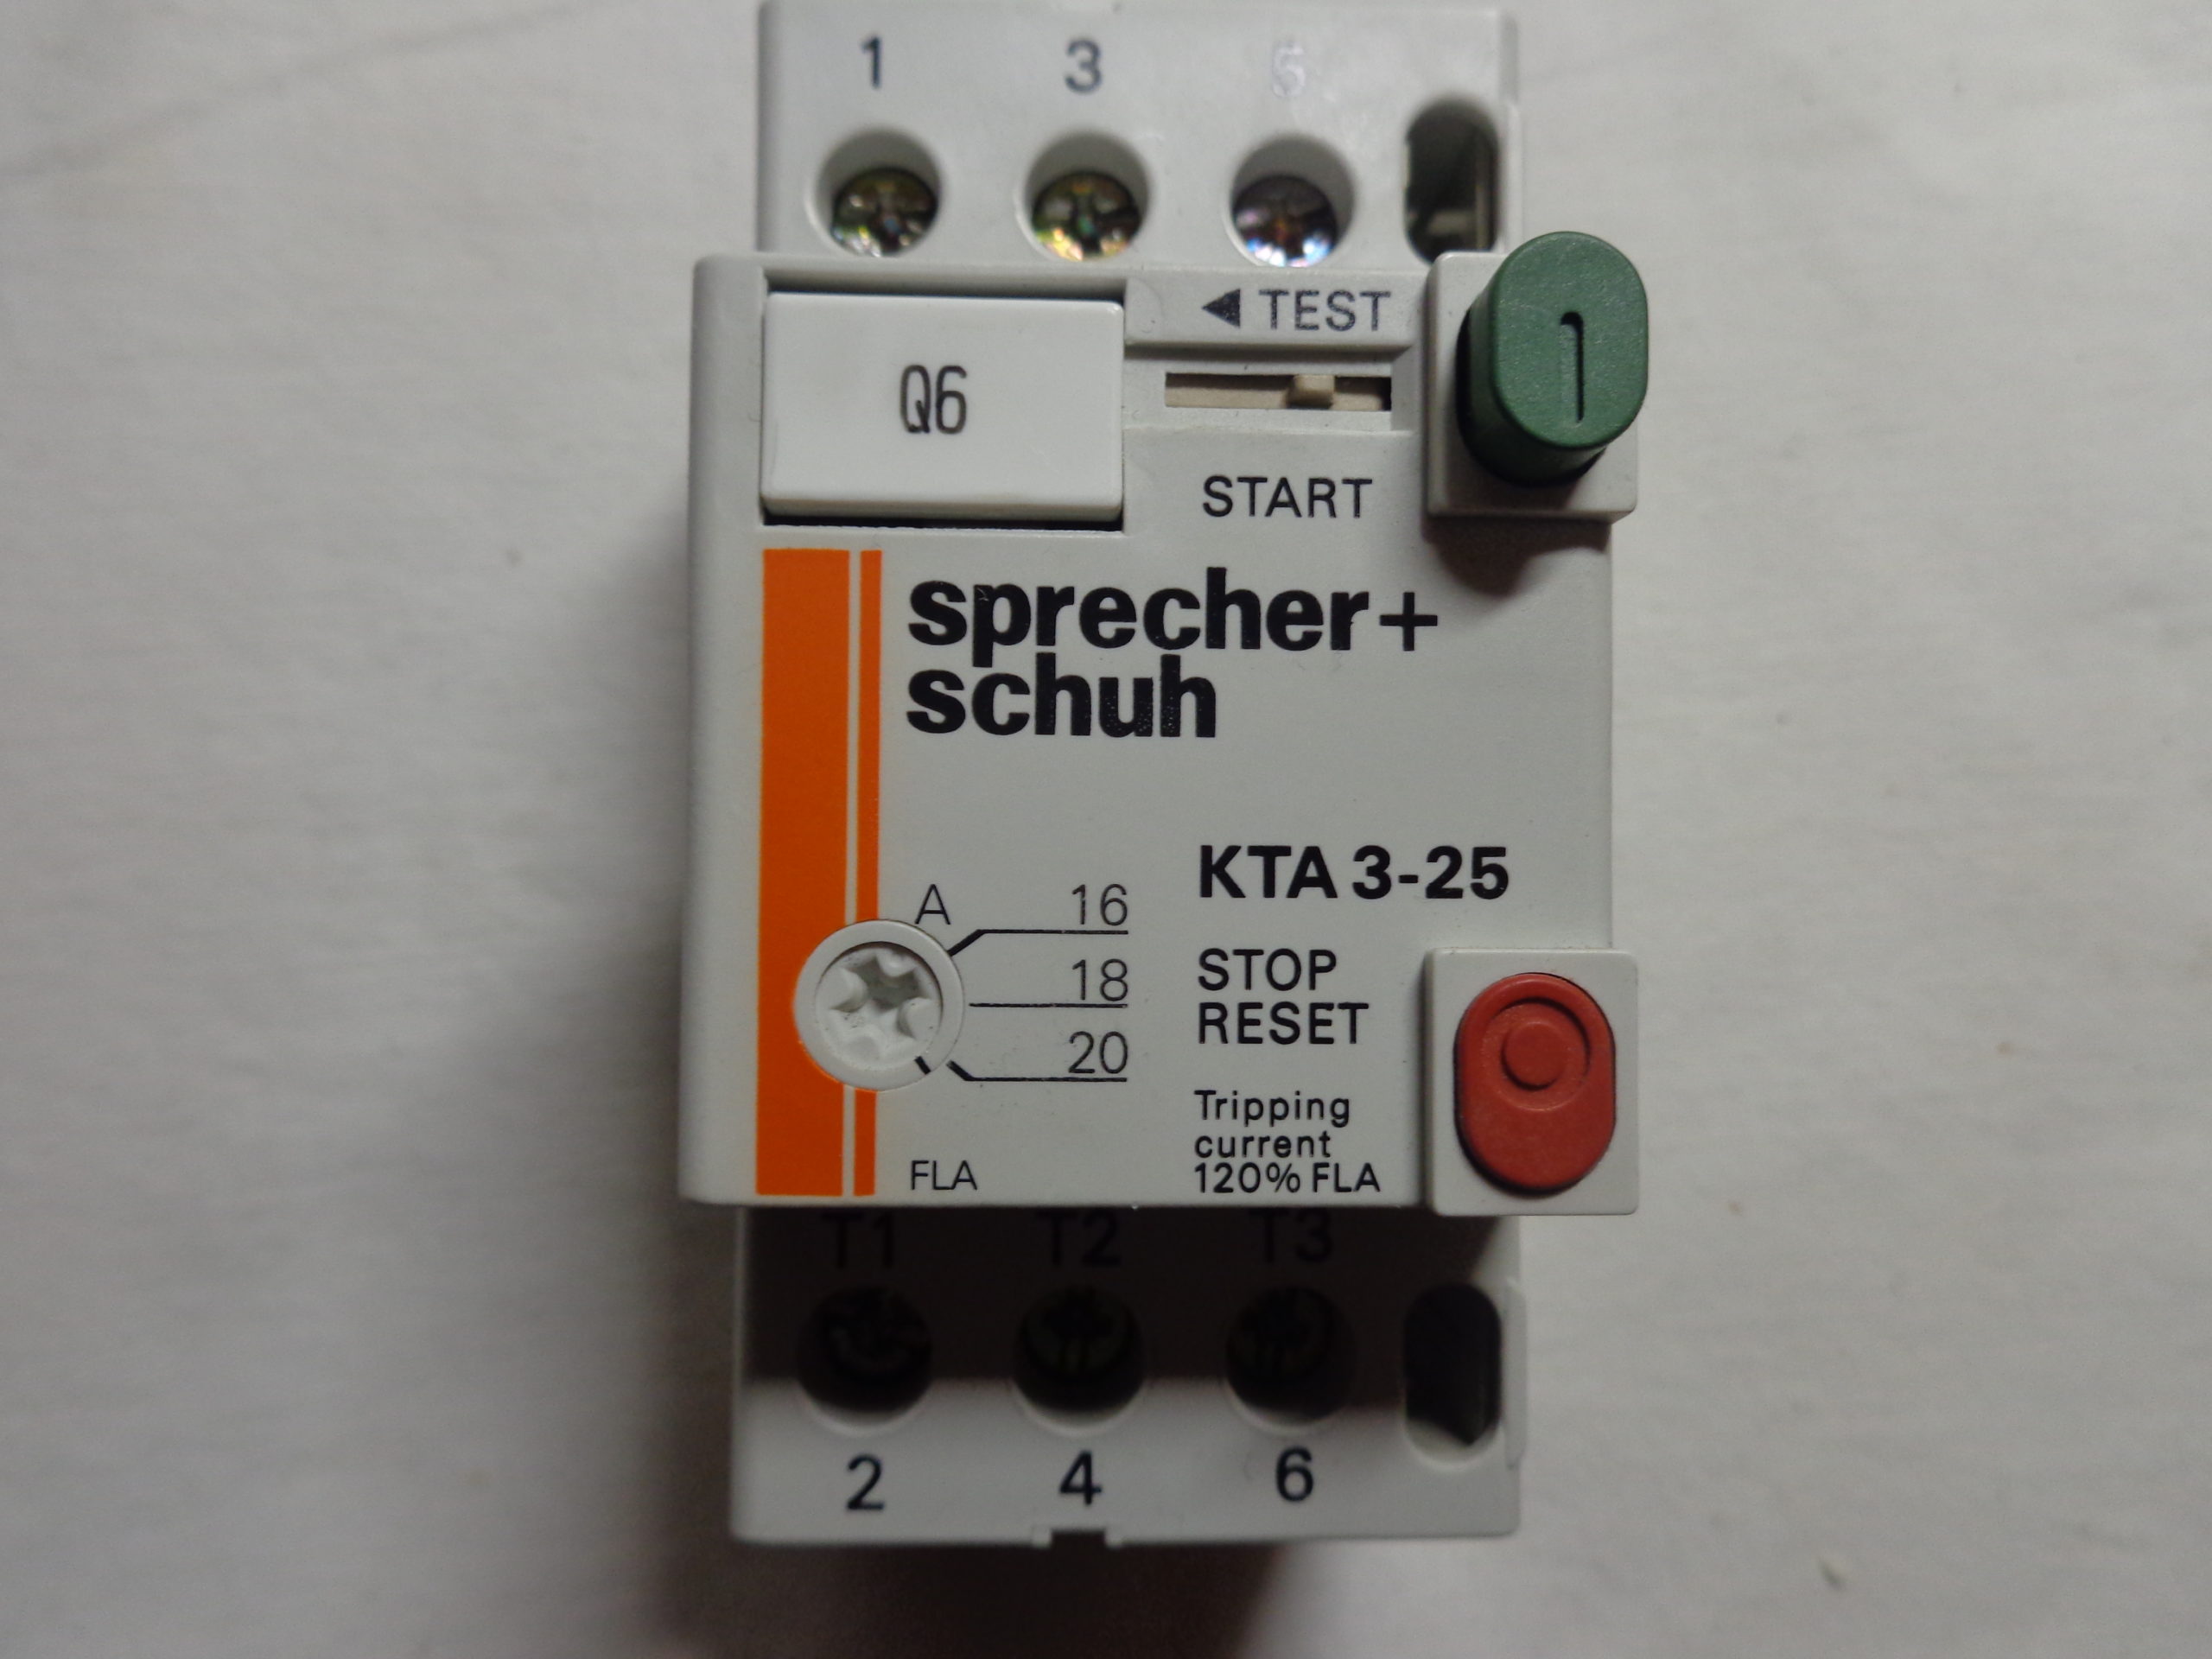 1 3 5
◄ TEST
Q6
START
sprecher+
schuh
KTA 3-25
A 16
18
20
STOP
RESET
Tripping
current
120% FLA
FLA
T1 T2 T3
2 4 6